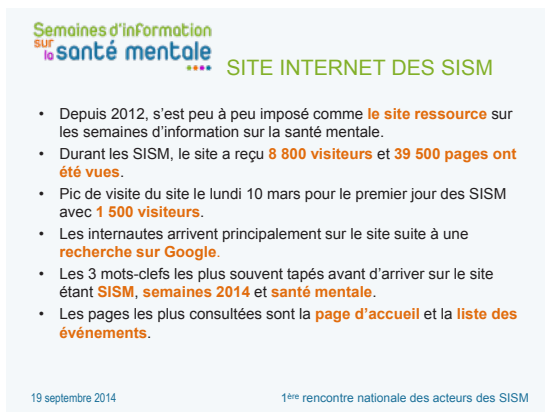 Semaines d'information
sur
la santé mentale
SITE INTERNET DES SISM
• Depuis 2012, s'est peu à peu imposé comme le site ressource sur
les semaines d'information sur la santé mentale.
• Durant les SISM, le site a reçu 8 800 visiteurs et 39 500 pages ont
été vues.
• Pic de visite du site le lundi 10 mars pour le premier jour des SISM
avec 1 500 visiteurs.
• Les internautes arrivent principalement sur le site suite à une
recherche sur Google.
• Les 3 mots-clefs les plus souvent tapés avant d'arriver sur le site
étant SISM, semaines 2014 et santé mentale.
• Les pages les plus consultées sont la page d'accueil et la liste des
événements.
19 septembre 2014
1ère rencontre nationale des acteurs des SISM